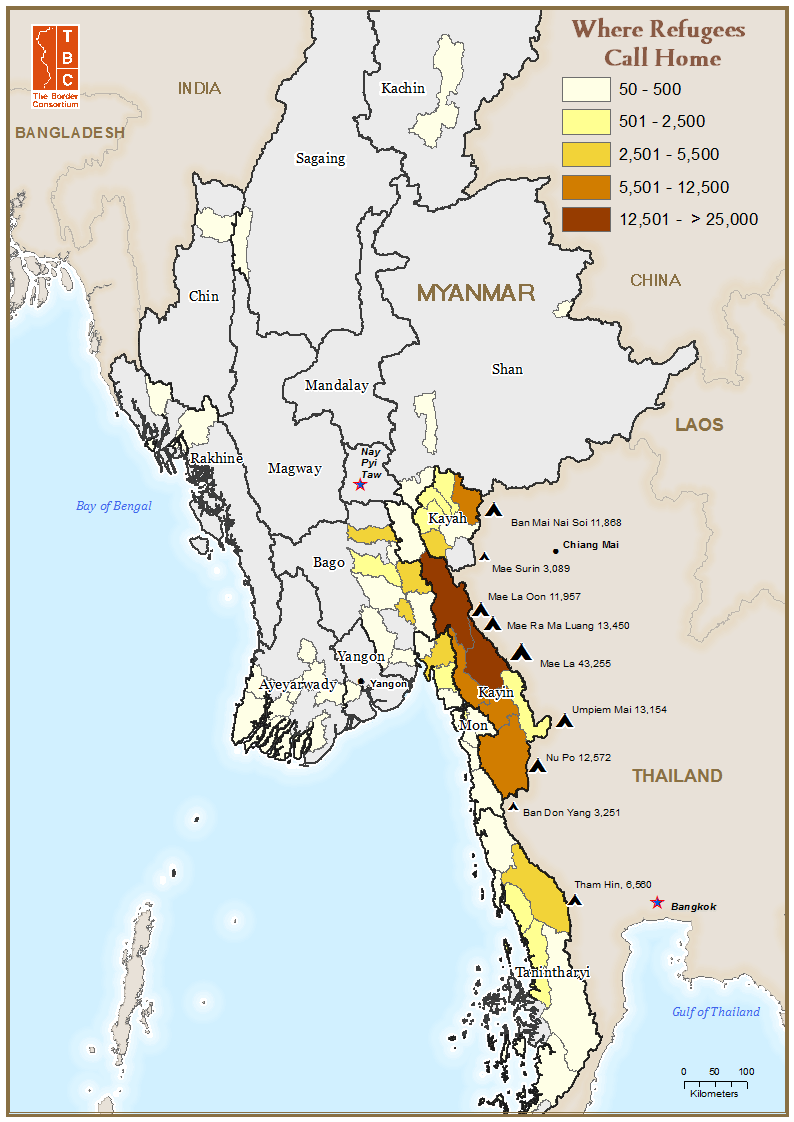 Where Refugees
Call Home
50 - 500
501 - 2,500
2,501 - 5,500
5,501 - 12,500
12,501 - > 25,000
T
B
C
The Border
Consortium
INDIA
BANGLADESH
Kachin
Sagaing
CHINA
MYANMAR
Chin
Shan
Mandalay
LAOS
Nay
Pyi
Taw
Rakhine
Magway
Bay of Bengal
Kayah
Ban Mai Nai Soi 11,868
Chiang Mai
Bago
Mae Surin 3,089
Mae La Oon 11,957
Mae Ra Ma Luang 13,450
Yangon
Mae La 43,255
Ayeyarwady
Yangon
Kayin
Umpiem Mai 13,154
Mon
Nu Po 12,572
THAILAND
Ban Don Yang 3,251
Tham Hin, 6,560
Bangkok
Tanintharyi
Gulf of Thailand
0 50 100
Kilometers